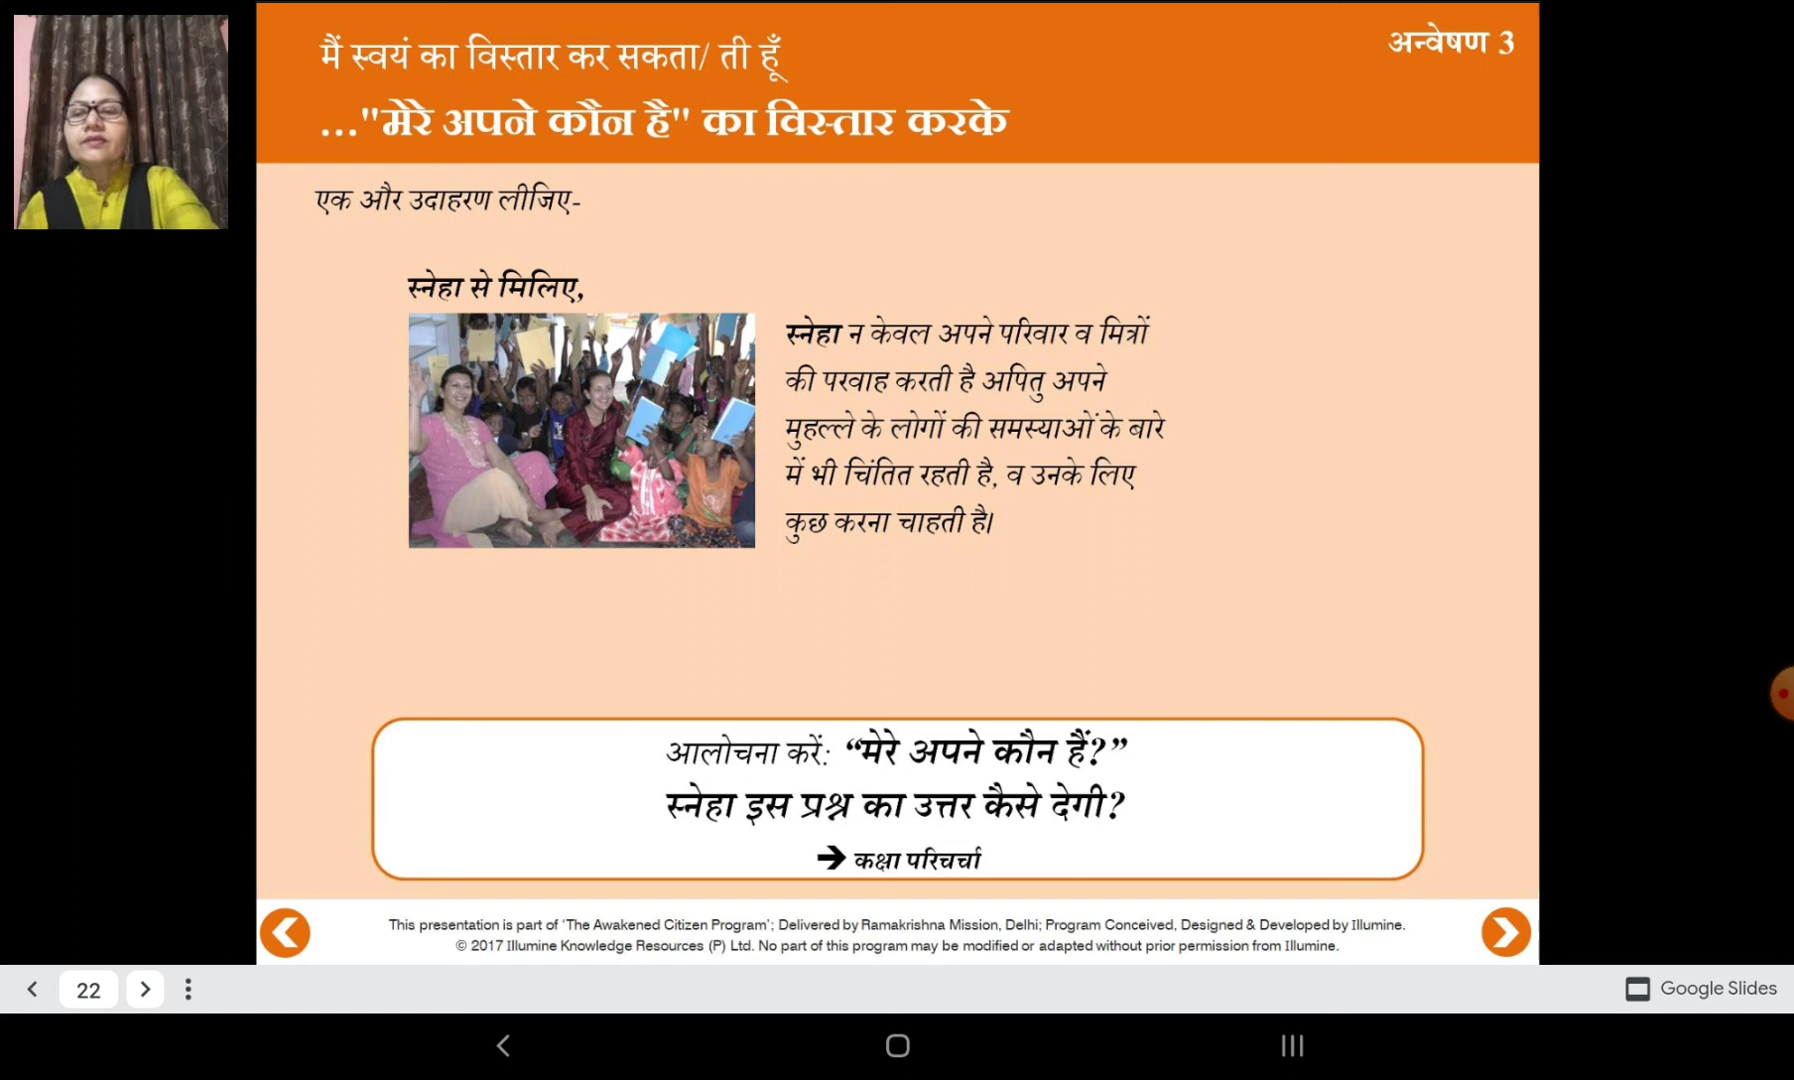 मैं स्वयं का विस्तार कर सकता/ ती हूँ
अन्वेषण 3
..."मेरे अपने कौन है" का विस्तार करके
एक और उदाहरण लीजिए-
स्नेहा से मिलिए,
स्नेहा न केवल अपने परिवार व मित्रों
की परवाह करती है अपितु अपने
मुहल्ले के लोगों की समस्याओं के बारे
में भी चिंतित रहती है, व उनके लिए
कुछ करना चाहती है।
आलोचना करें: “मेरे अपने कौन हैं?”
स्नेहा इस प्रश्न का उत्तर कैसे देगी?
➔ कक्षा परिचर्चा
This presentation is part of ‘The Awakened Citizen Program’; Delivered by Ramakrishna Mission, Delhi; Program Conceived, Designed & Developed by Illumine.
© 2017 Illumine Knowledge Resources (P) Ltd. No part of this program may be modified or adapted without prior permission from Illumine.
22
Google Slides